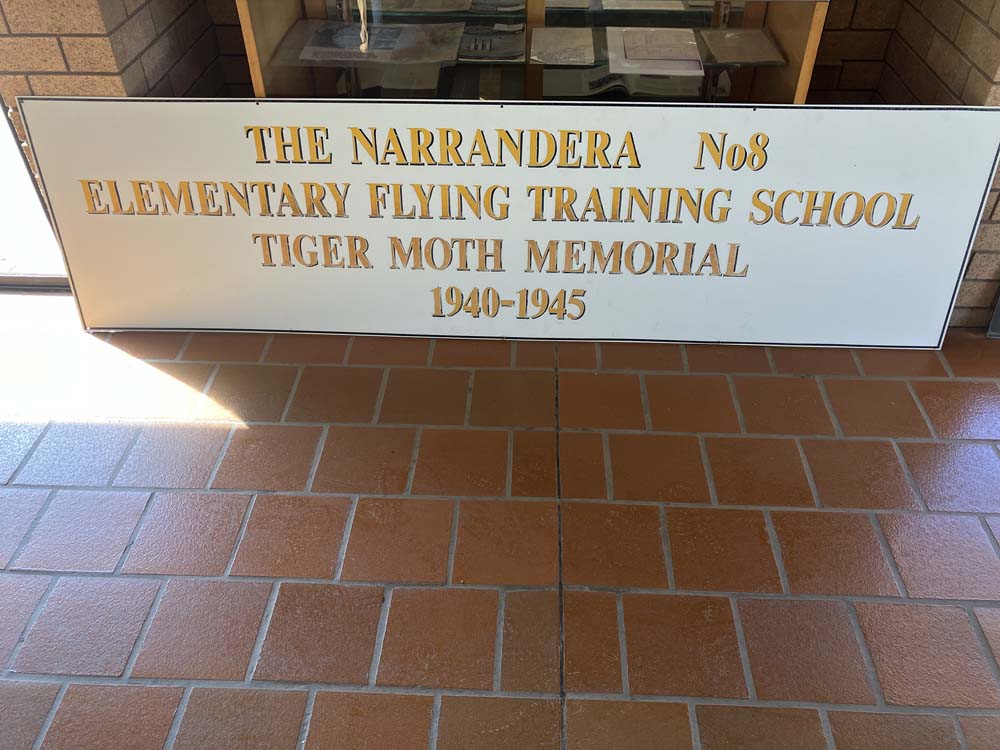 THE NARRANDERA No8
ELEMENTARY FLYING TRAINING SCHOOL
TIGER MOTH MEMORIAL
1940-1945